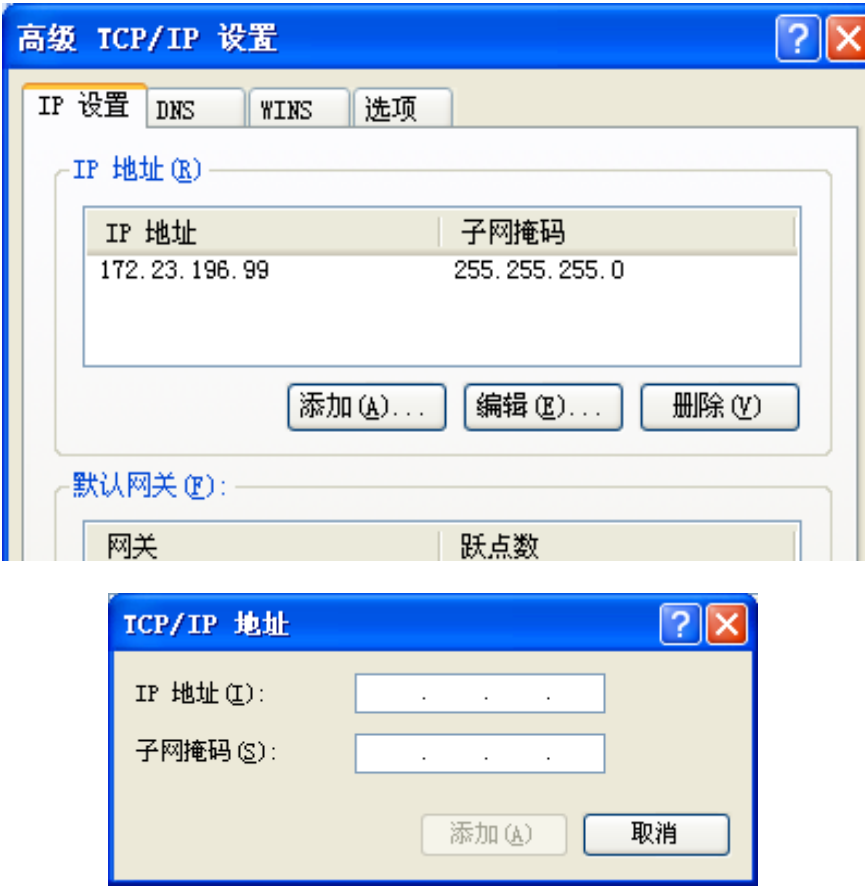 高级 TCP/IP 设置
IP 设置 DNS WINS 选项
IP 地址(R)
IP 地址 子网掩码
172.23.196.99 255.255.255.0
添加(A)... 编辑(E)... 删除(V)
默认网关(F):
网关 跃点数
TCP/IP 地址
IP 地址(I): . . .
子网掩码(S): . . .
添加(A) 取消